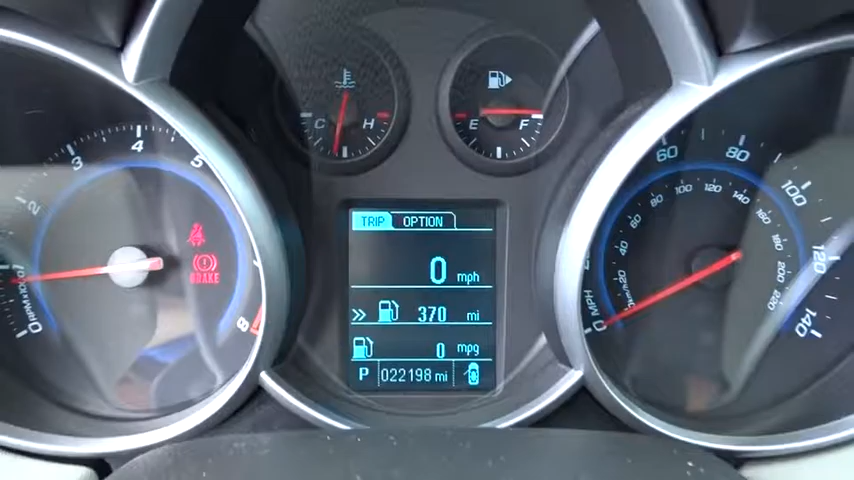 C H
E F
2 3 4 5 8 0
RPM x1000
BRAKE
TRIP OPTION
0 mph
370 mi
0 mpg
P 022198 mi
60 80 100 120 140
20 40 60 80 100 120 140 160 180 200 220
km/h
MPH 0